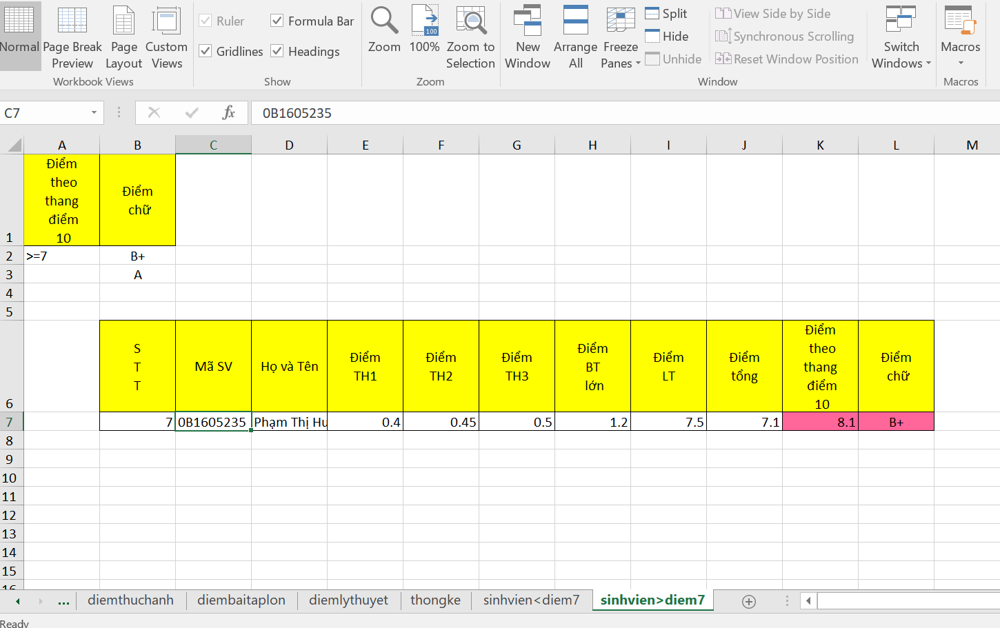 Normal
Page Break
Preview
Page
Layout
Custom
Views
Workbook Views
Ruler
Formula Bar
Gridlines
Headings
Show
Zoom
100
100%
Zoom to
Selection
Zoom
New
Window
Arrange
All
Freeze
Panes
Split
Hide
Unhide
View Side by Side
Synchronous Scrolling
Reset Window Position
Window
Switch
Windows
Macros
Macros
C7
fx
0B1605235
A B C D E F G H I J K L M
Điểm
theo
thang
điểm
10
Điểm
chữ
1
2 >=7 B+
3 A
4
5
S
T
T
Mã SV
Họ và Tên
Điểm
TH1
Điểm
TH2
Điểm
TH3
Điểm
BT
lớn
Điểm
LT
Điểm
tổng
Điểm
theo
thang
điểm
10
Điểm
chữ
6
7 7 0B1605235 Phạm Thị Hu 0.4 0.45 0.5 1.2 7.5 7.1 8.1 B+
8
9
10
11
12
13
14
15
16
... diemthuchanh diembaitaplon diemlythuyet thongke sinhvien<diem7 sinhvien>diem7
Ready